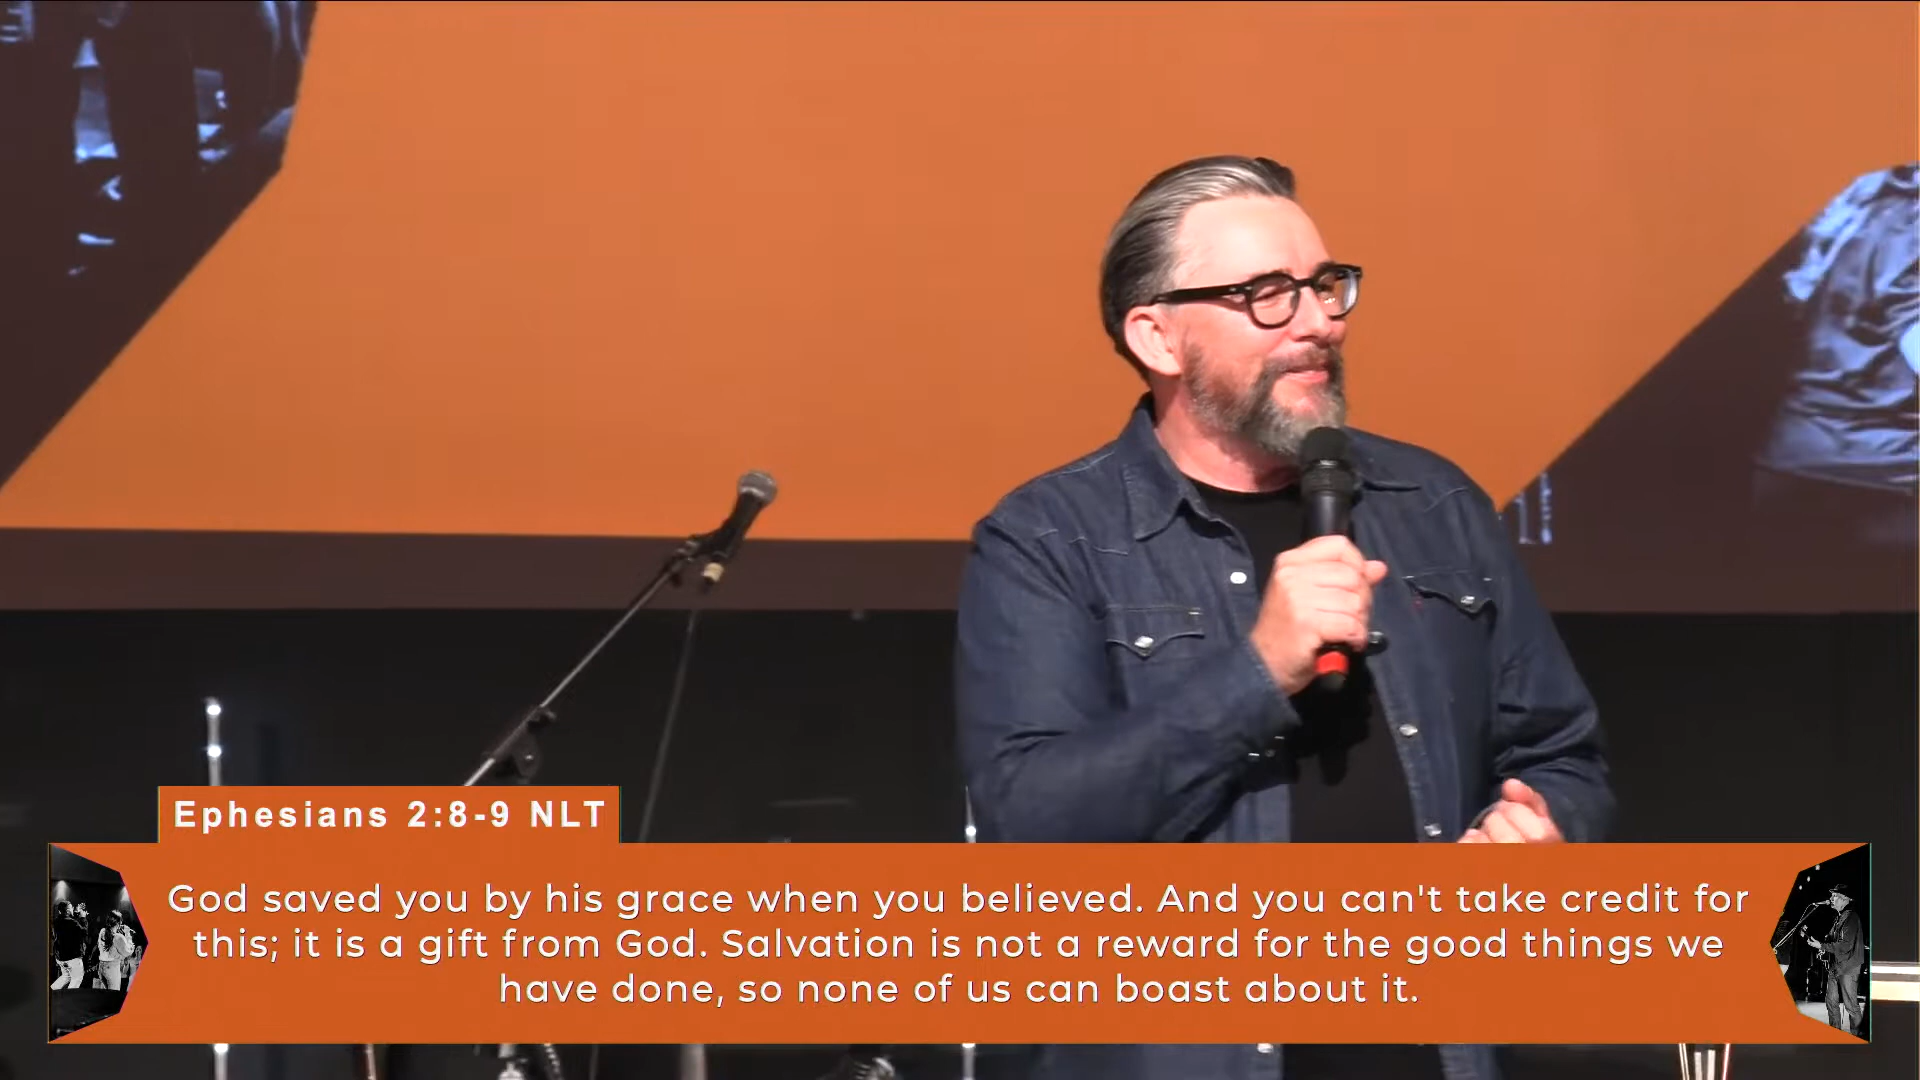 Ephesians 2:8-9 NLT
God saved you by his grace when you believed. And you can't take credit for
this; it is a gift from God. Salvation is not a reward for the good things we
have done, so none of us can boast about it.